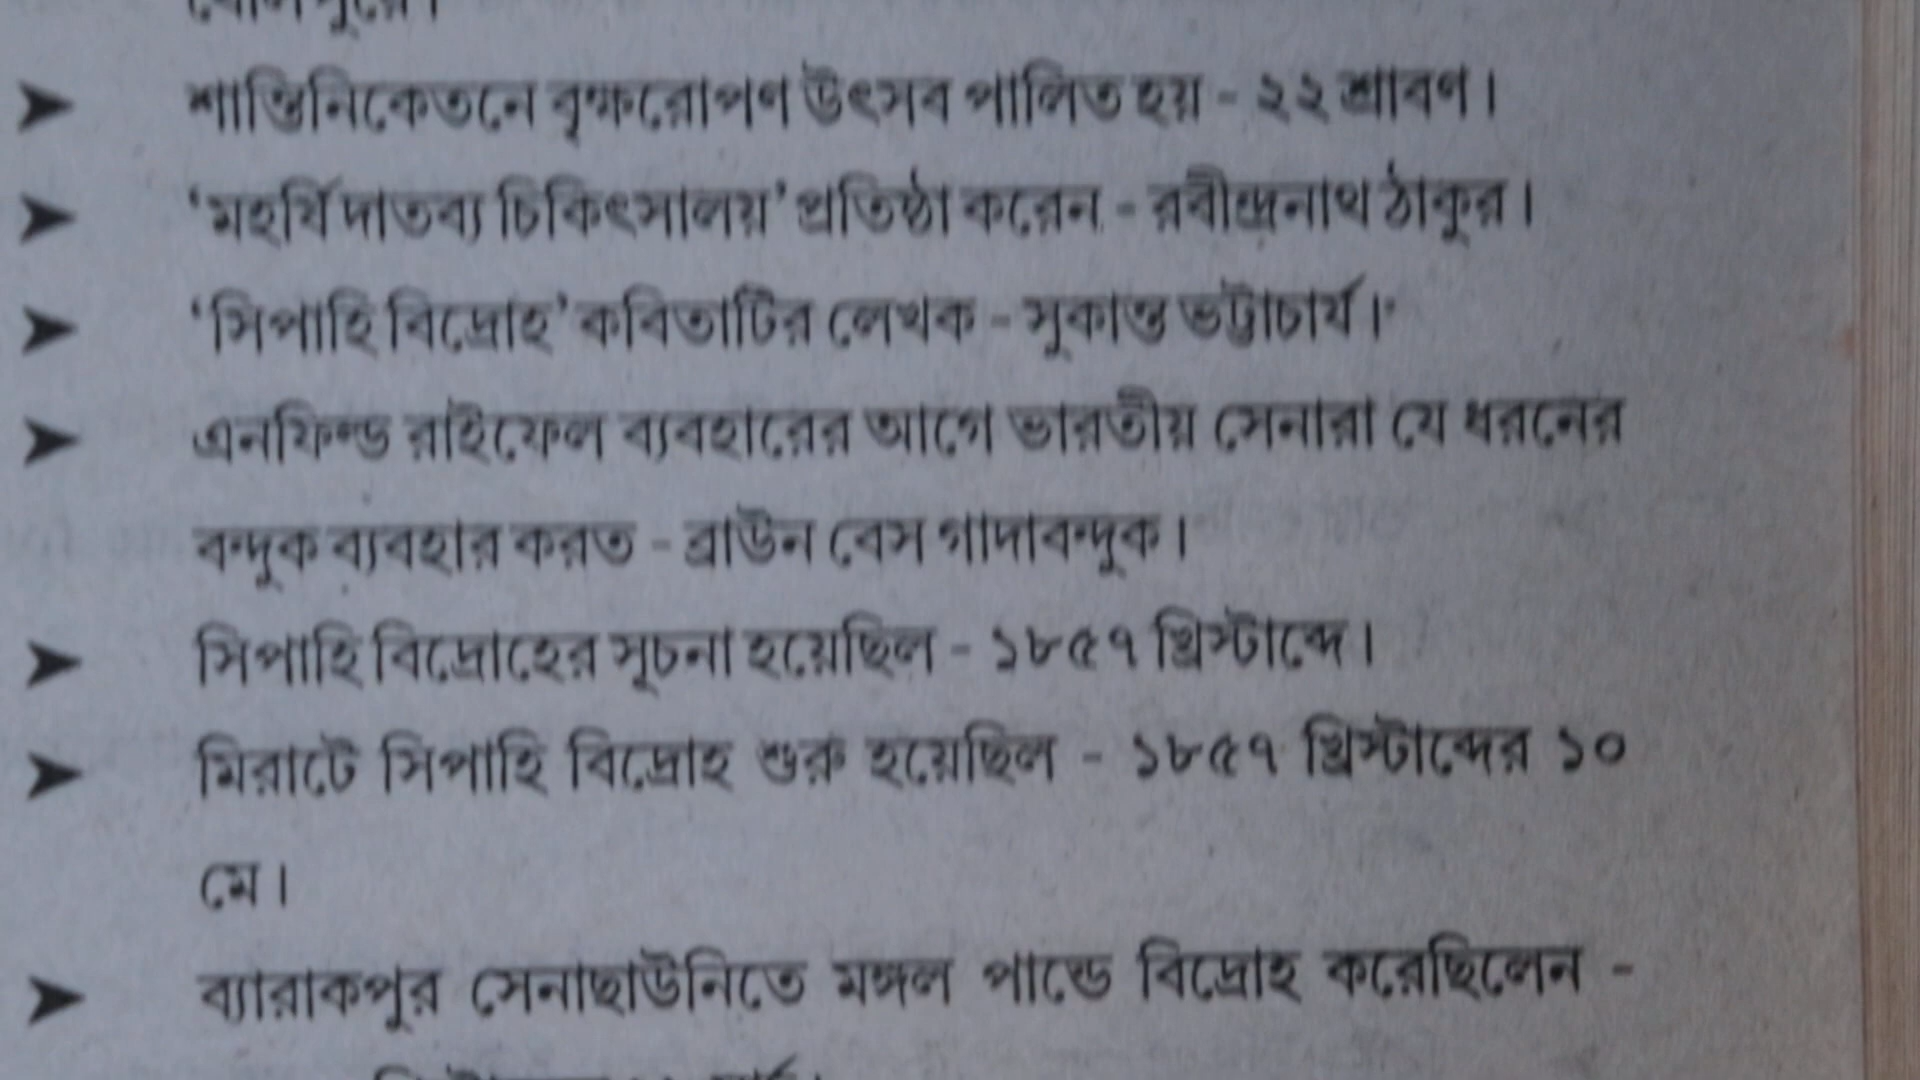 ➤ শান্তিনিকেতনে বৃক্ষরোপণ উৎসব পালিত হয় - ২২ শ্রাবণ।
➤ ‘মহর্ষি দাতব্য চিকিৎসালয়’ প্রতিষ্ঠা করেন - রবীন্দ্রনাথ ঠাকুর।
➤ ‘সিপাহি বিদ্রোহ’ কবিতাটির লেখক - সুকান্ত ভট্টাচার্য।
➤ এনফিল্ড রাইফেল ব্যবহারের আগে ভারতীয় সেনারা যে ধরনের
বন্দুক ব্যবহার করত - ব্রাউন বেস গাদাবন্দুক।
➤ সিপাহি বিদ্রোহের সূচনা হয়েছিল - ১৮৫৭ খ্রিস্টাব্দে।
➤ মিরাটে সিপাহি বিদ্রোহ শুরু হয়েছিল - ১৮৫৭ খ্রিস্টাব্দের ১০
মে।
➤ ব্যারাকপুর সেনাছাউনিতে মঙ্গল পান্ডে বিদ্রোহ করেছিলেন -